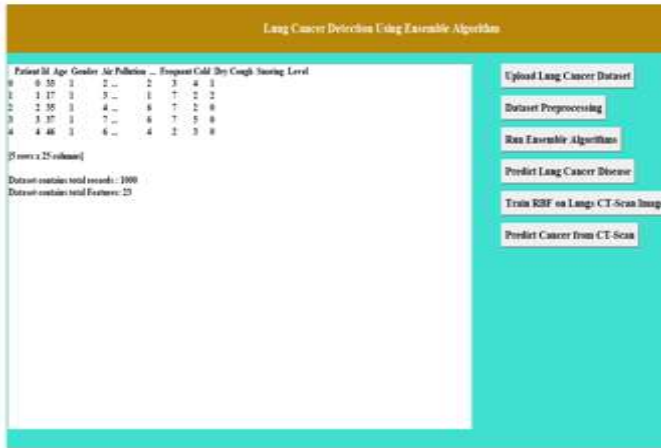 Lung Cancer Detection Using Ensemble Algorithm
Patient Id Age Gender Air Pollution ... Frequent Cold Dry Cough Snoring Level
0 0 33 1 2 ... 2 3 4 1
1 1 17 1 3 ... 1 7 2 2
2 2 35 1 4 ... 6 7 2 0
3 3 37 1 7 ... 6 7 5 0
4 4 46 1 6 ... 4 2 3 0
[5 rows x 25 columns]
Dataset contains total records : 1000
Dataset contains total Features: 25
Upload Lung Cancer Dataset
Dataset Preprocessing
Run Ensemble Algorithms
Predict Lung Cancer Disease
Train RBF on Lungs CT-Scan Imag
Predict Cancer from CT-Scan